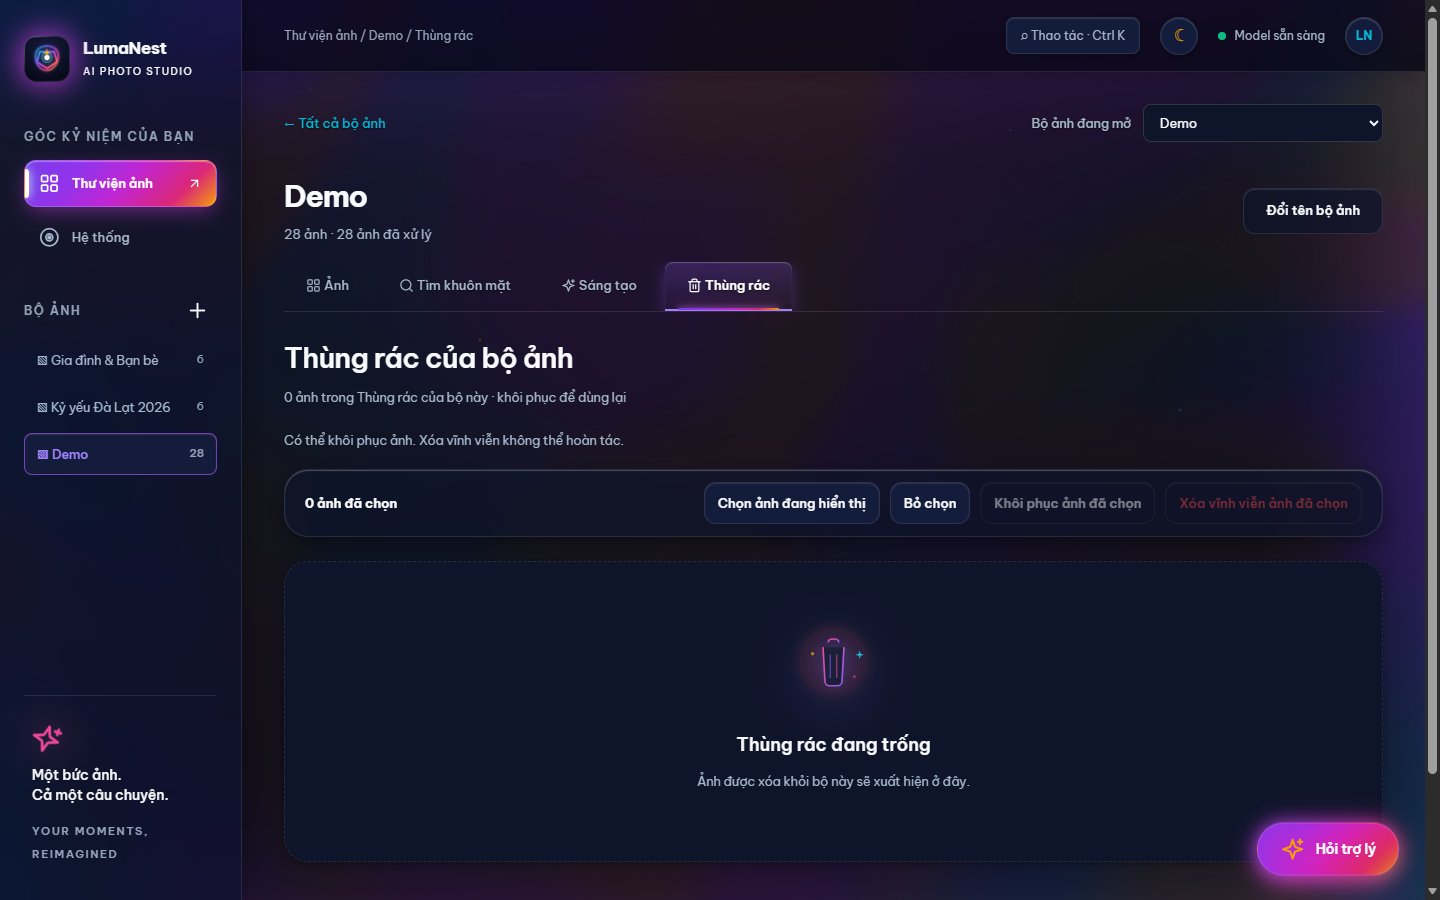 LumaNest
AI PHOTO STUDIO
GÓC KỶ NIỆM CỦA BẠN
Thư viện ảnh
Hệ thống
BỘ ẢNH
Gia đình & Bạn bè 6
Kỷ yếu Đà Lạt 2026 6
Demo 28
Một bức ảnh.
Cả một câu chuyện.
YOUR MOMENTS,
REIMAGINED
Thư viện ảnh / Demo / Thùng rác
Thao tác · Ctrl K
Model sẵn sàng
LN
← Tất cả bộ ảnh
Bộ ảnh đang mở
Demo
Demo
28 ảnh · 28 ảnh đã xử lý
Đổi tên bộ ảnh
Ảnh
Tìm khuôn mặt
Sáng tạo
Thùng rác
Thùng rác của bộ ảnh
0 ảnh trong Thùng rác của bộ này · khôi phục để dùng lại
Có thể khôi phục ảnh. Xóa vĩnh viễn không thể hoàn tác.
0 ảnh đã chọn
Chọn ảnh đang hiển thị
Bỏ chọn
Khôi phục ảnh đã chọn
Xóa vĩnh viễn ảnh đã chọn
Thùng rác đang trống
Ảnh được xóa khỏi bộ này sẽ xuất hiện ở đây.
Hỏi trợ lý